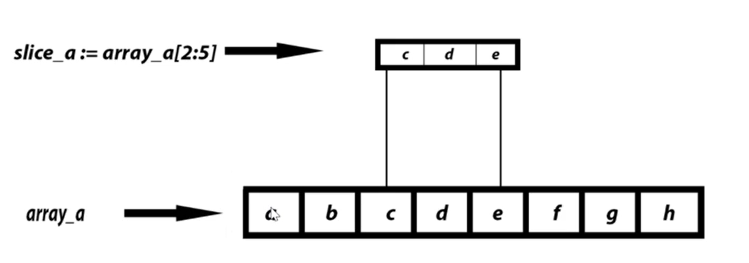 slice_a := array_a[2:5]
c d e
array_a
b c d e f g h